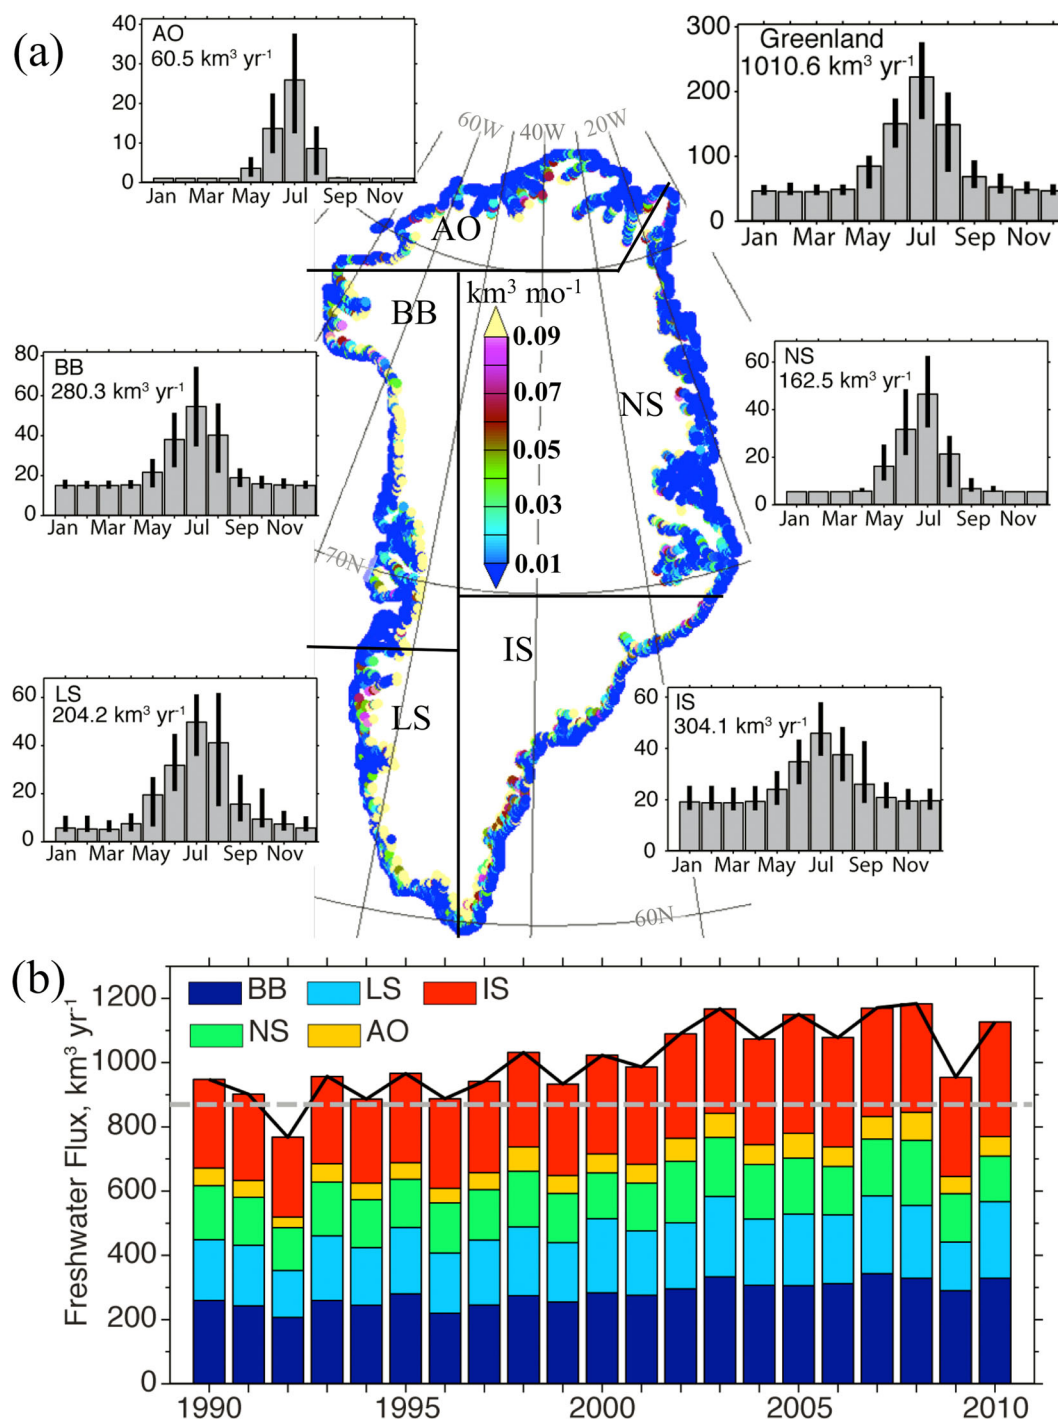 (a)
AO
60.5 km³ yr⁻¹
40
30
20
10
0
Jan Mar May Jul Sep Nov
Greenland
1010.6 km³ yr⁻¹
300
200
100
0
Jan Mar May Jul Sep Nov
60W 40W 20W
AO
BB
NS
km³ mo⁻¹
0.09
0.07
0.05
0.03
0.01
70N
IS
LS
60N
BB
280.3 km³ yr⁻¹
80
60
40
20
0
Jan Mar May Jul Sep Nov
NS
162.5 km³ yr⁻¹
60
40
20
0
Jan Mar May Jul Sep Nov
LS
204.2 km³ yr⁻¹
60
40
20
0
Jan Mar May Jul Sep Nov
IS
304.1 km³ yr⁻¹
60
40
20
0
Jan Mar May Jul Sep Nov
(b)
BB LS IS
NS AO
Freshwater Flux, km³ yr⁻¹
1200
1000
800
600
400
200
0
1990 1995 2000 2005 2010